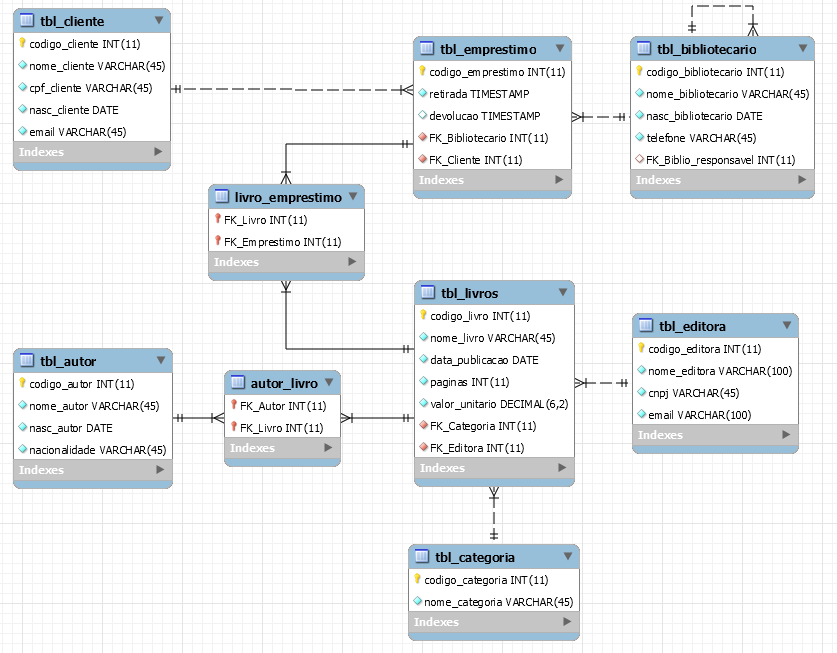 tbl_cliente
codigo_cliente INT(11)
nome_cliente VARCHAR(45)
cpf_cliente VARCHAR(45)
nasc_cliente DATE
email VARCHAR(45)
Indexes
tbl_emprestimo
codigo_emprestimo INT(11)
retirada TIMESTAMP
devolucao TIMESTAMP
FK_Bibliotecario INT(11)
FK_Cliente INT(11)
Indexes
tbl_bibliotecario
codigo_bibliotecario INT(11)
nome_bibliotecario VARCHAR(45)
nasc_bibliotecario DATE
telefone VARCHAR(45)
FK_Biblio_responsavel INT(11)
Indexes
livro_emprestimo
FK_Livro INT(11)
FK_Emprestimo INT(11)
Indexes
tbl_livros
codigo_livro INT(11)
nome_livro VARCHAR(45)
data_publicacao DATE
paginas INT(11)
valor_unitario DECIMAL(6,2)
FK_Categoria INT(11)
FK_Editora INT(11)
Indexes
tbl_editora
codigo_editora INT(11)
nome_editora VARCHAR(100)
cnpj VARCHAR(45)
email VARCHAR(100)
Indexes
tbl_autor
codigo_autor INT(11)
nome_autor VARCHAR(45)
nasc_autor DATE
nacionalidade VARCHAR(45)
Indexes
autor_livro
FK_Autor INT(11)
FK_Livro INT(11)
Indexes
tbl_categoria
codigo_categoria INT(11)
nome_categoria VARCHAR(45)
Indexes